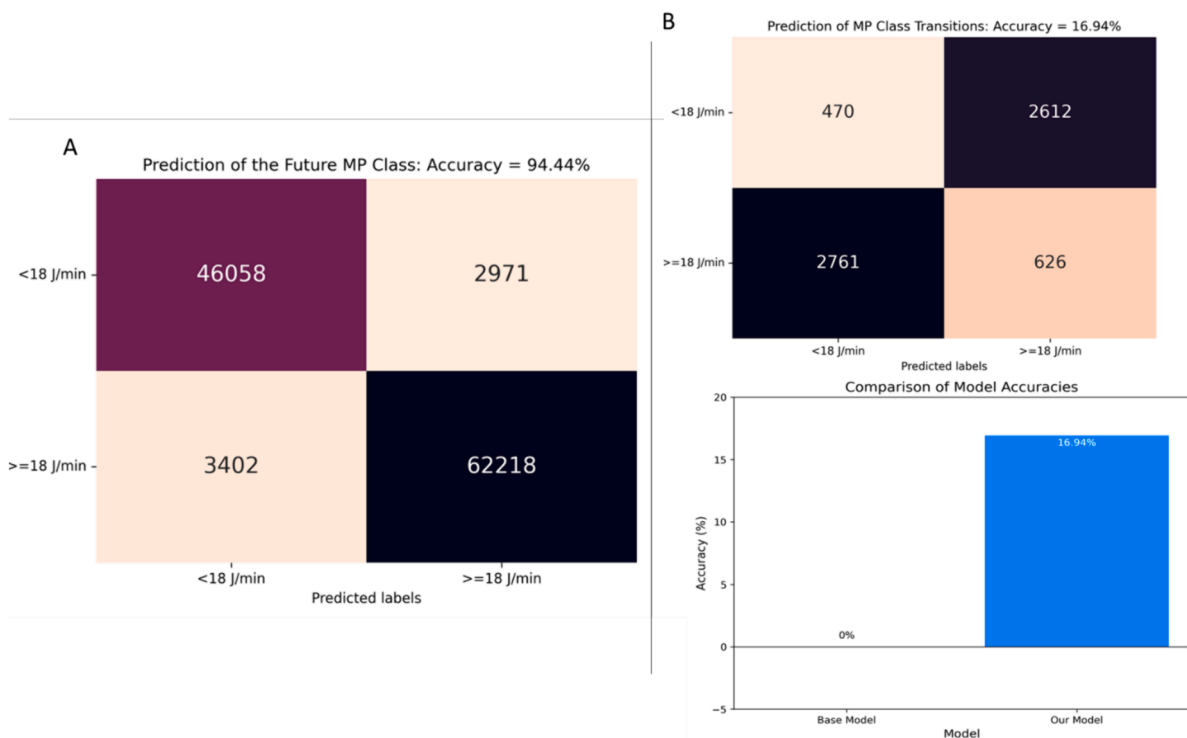 A
Prediction of the Future MP Class: Accuracy = 94.44%
<18 J/min
46058
2971
>=18 J/min
3402
62218
<18 J/min
>=18 J/min
Predicted labels
B
Prediction of MP Class Transitions: Accuracy = 16.94%
<18 J/min
470
2612
>=18 J/min
2761
626
<18 J/min
>=18 J/min
Predicted labels
Comparison of Model Accuracies
20
15
10
5
0
−5
Accuracy (%)
0%
16.94%
Base Model
Our Model
Model